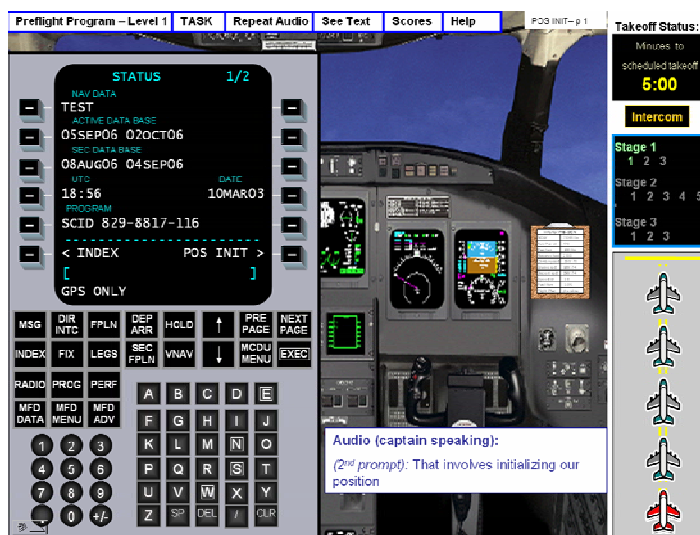 Preflight Program – Level 1 TASK Repeat Audio See Text Scores Help
POS INIT– p 1
Takeoff Status:
Minutes to
scheduled takeoff
5:00
Intercom
Stage 1
1 2 3
Stage 2
1 2 3 4 5
Stage 3
1 2 3
STATUS 1/2
NAV DATA
TEST
ACTIVE DATA BASE
05SEP06 02OCT06
SEC DATA BASE
08AUG06 04SEP06
UTC DATE
18:56 10MAR03
PROGRAM
SCID 829-8817-116
< INDEX POS INIT >
[ ]
GPS ONLY
MSG DIR INTC FPLN DEP ARR HOLD ↑ PRE PAGE NEXT PAGE
INDEX FIX LEGS SEC FPLN VNAV ↓ MCDU MENU EXEC
RADIO PROG PERF
MFD DATA MFD MENU MFD ADV
A B C D E
F G H I J
K L M N O
P Q R S T
U V W X Y
Z SP DEL / CLR
1 2 3
4 5 6
7 8 9
0 +/-
Audio (captain speaking):
(2nd prompt): That involves initializing our
position